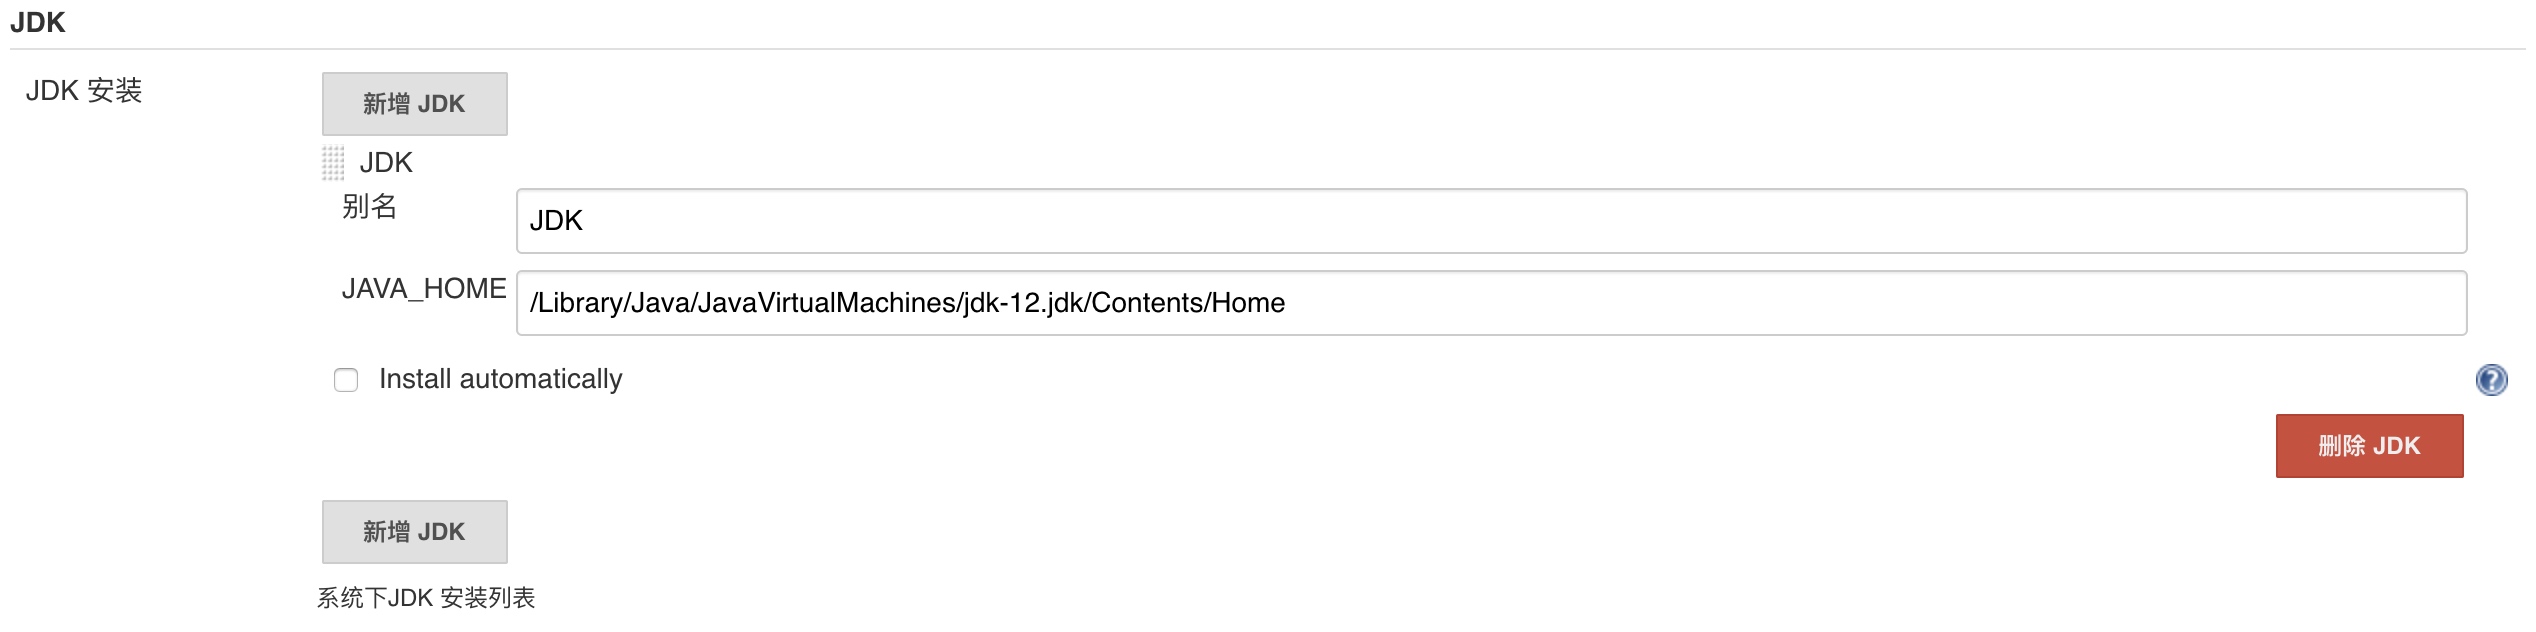 JDK
JDK 安装
新增 JDK
JDK
别名
JDK
JAVA_HOME
/Library/Java/JavaVirtualMachines/jdk-12.jdk/Contents/Home
Install automatically
?
删除 JDK
新增 JDK
系统下JDK 安装列表